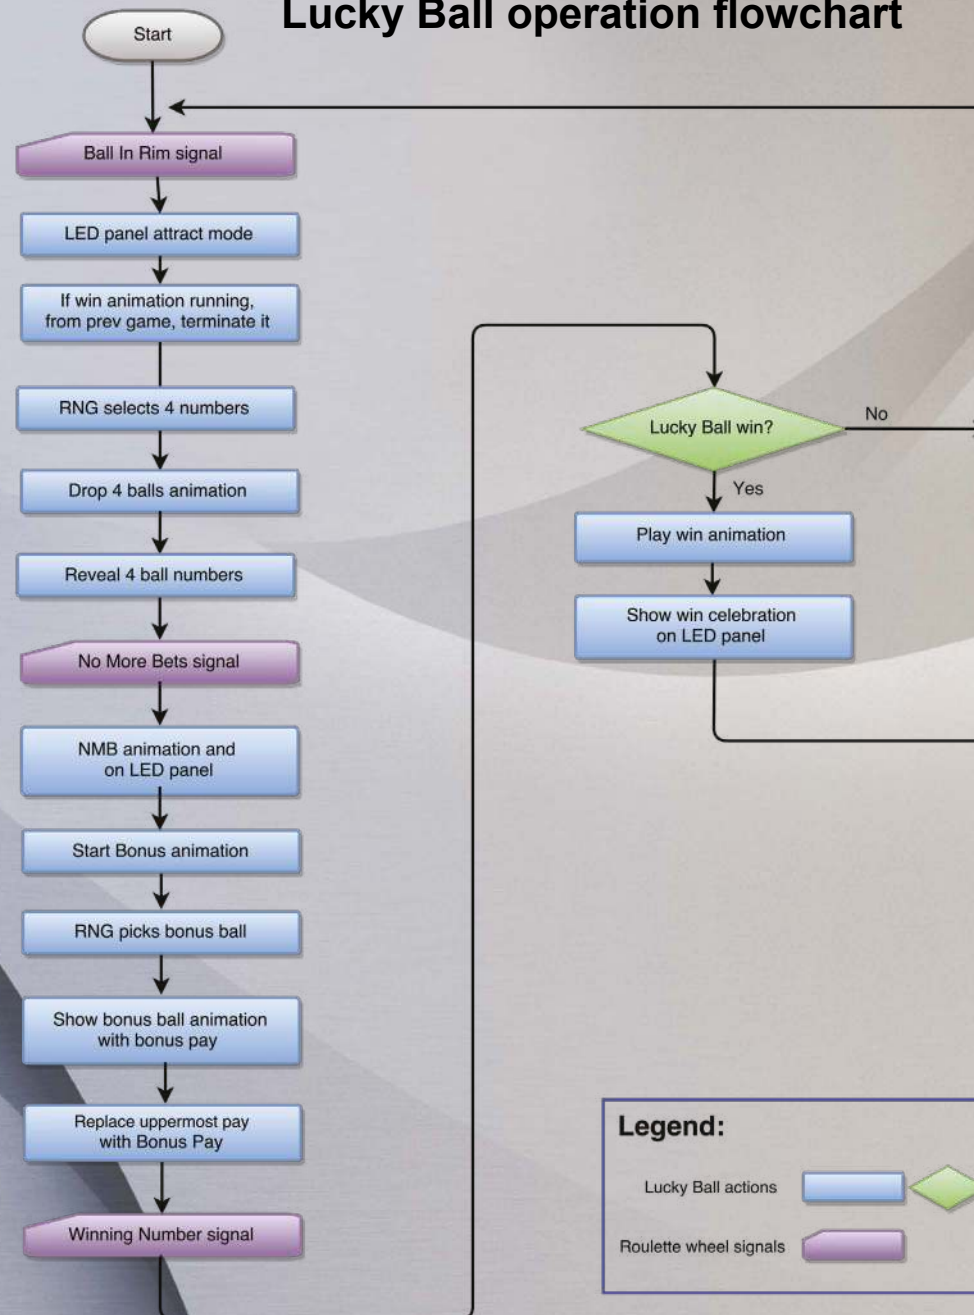 Lucky Ball operation flowchart
Start
Ball In Rim signal
LED panel attract mode
If win animation running,
from prev game, terminate it
RNG selects 4 numbers
Drop 4 balls animation
Reveal 4 ball numbers
No More Bets signal
NMB animation and
on LED panel
Start Bonus animation
RNG picks bonus ball
Show bonus ball animation
with bonus pay
Replace uppermost pay
with Bonus Pay
Winning Number signal
Lucky Ball win?
No
Yes
Play win animation
Show win celebration
on LED panel
Legend:
Lucky Ball actions
Roulette wheel signals